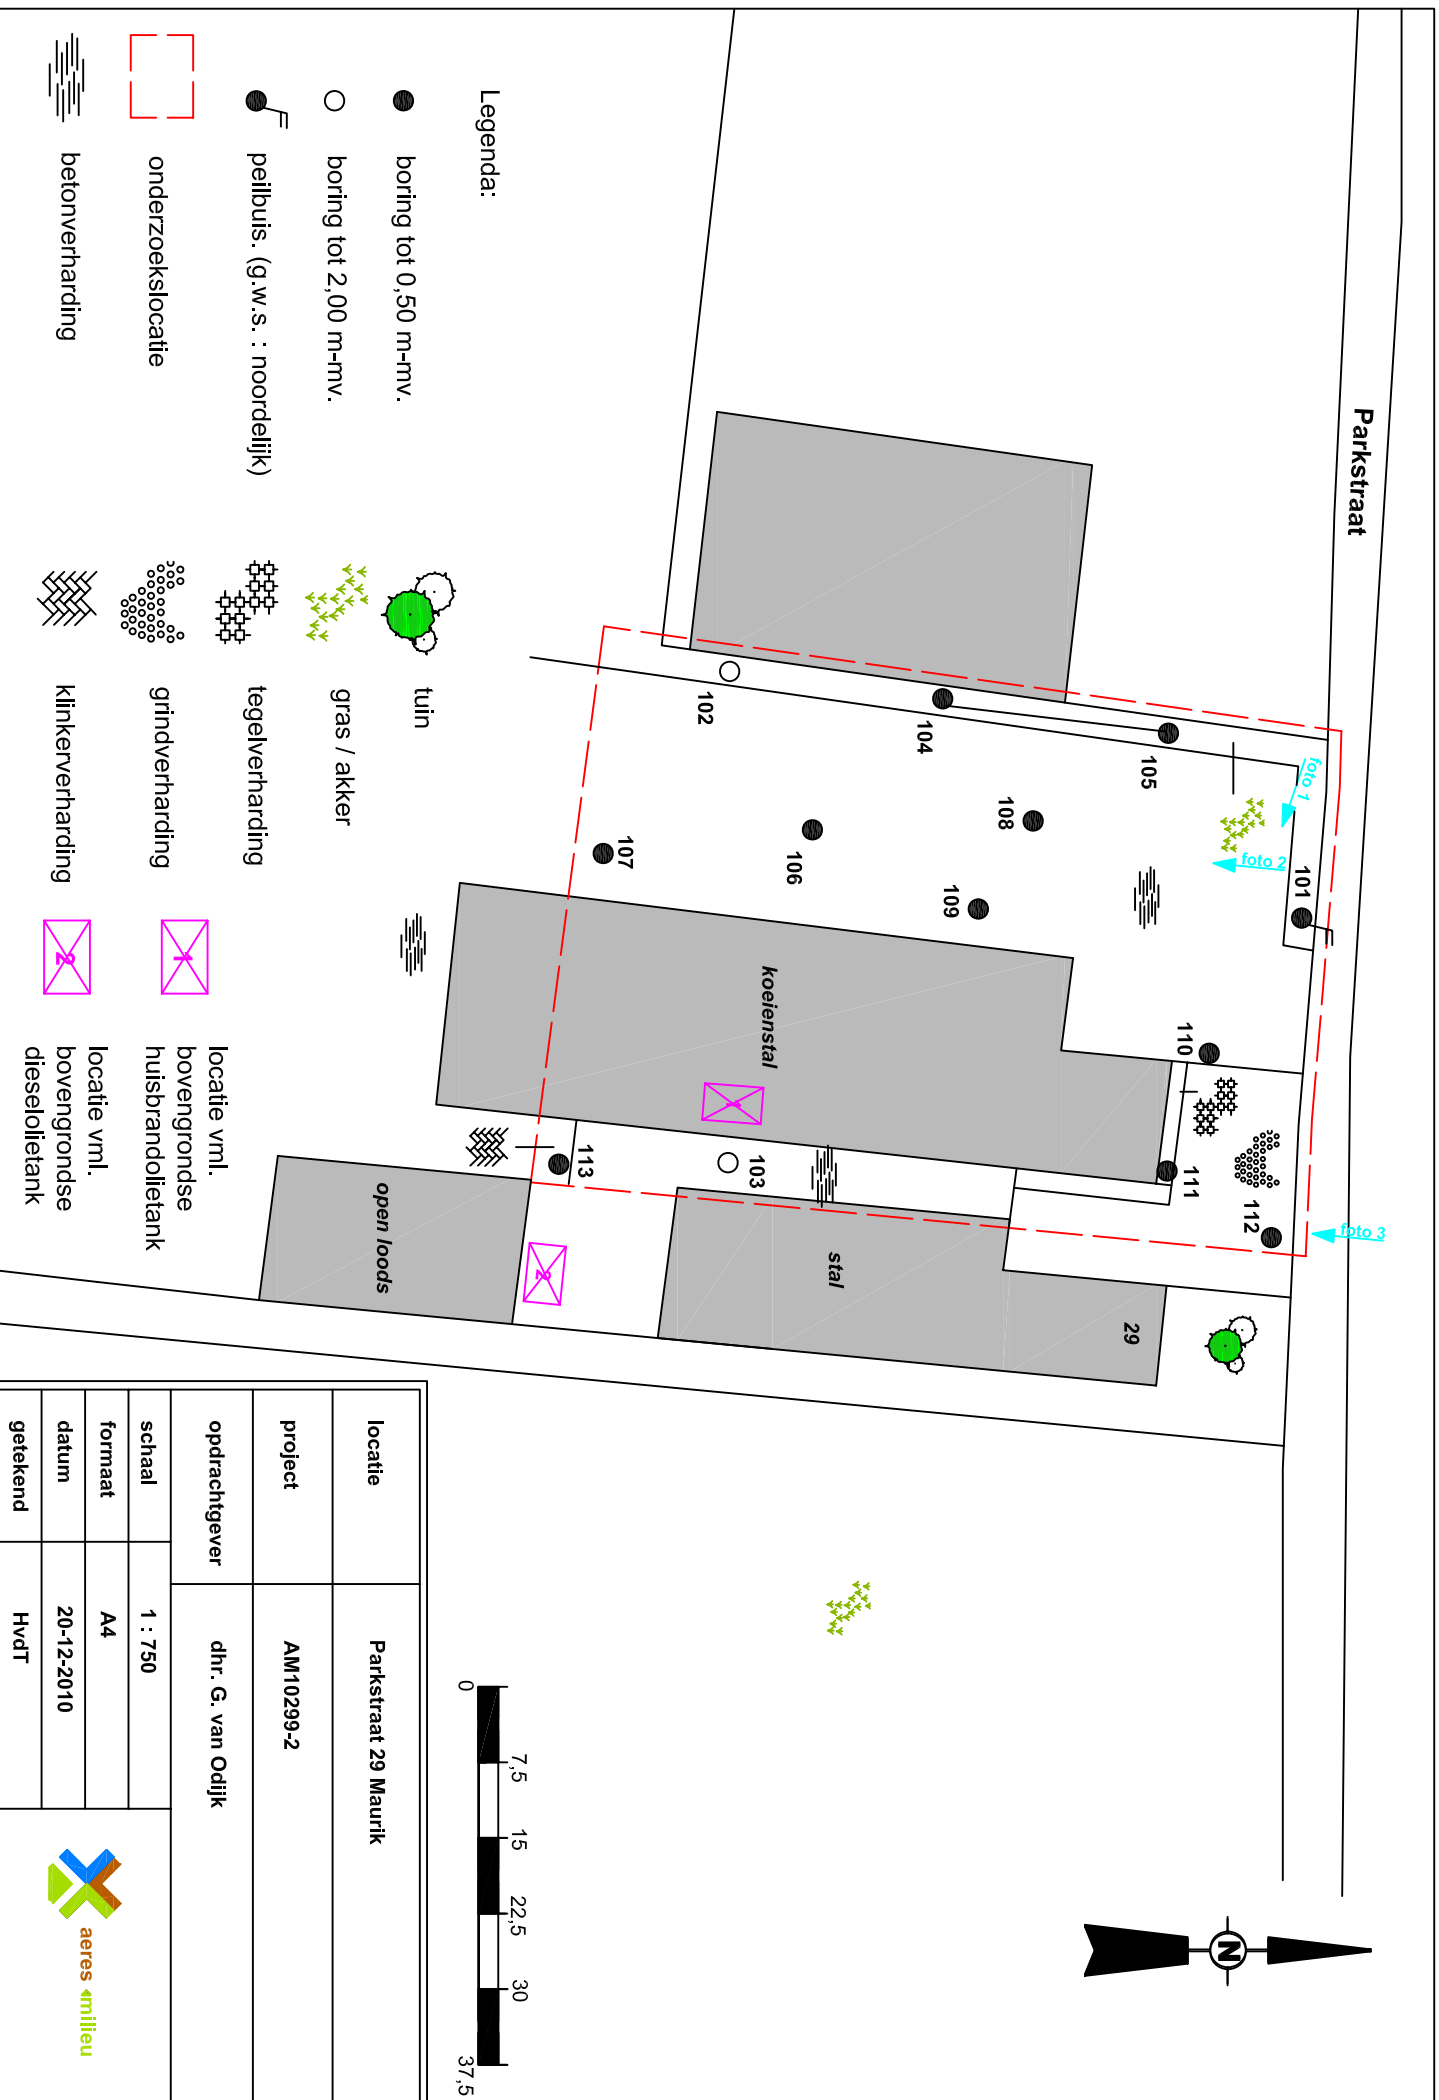 Parkstraat
foto 1
foto 2
foto 3
101
102
103
104
105
106
107
108
109
110
111
112
113
koeienstal
1
stal
29
open loods
2
N
Legenda:
boring tot 0,50 m-mv.
boring tot 2,00 m-mv.
peilbuis. (g.w.s. : noordelijk)
onderzoekslocatie
betonverharding
tuin
gras / akker
tegelverharding
grindverharding
klinkerverharding
1
locatie vml.
bovengrondse
huisbrandolietank
2
locatie vml.
bovengrondse
dieselolietank
0 7,5 15 22,5 30 37,5
locatie Parkstraat 29 Maurik
project AM10299-2
opdrachtgever dhr. G. van Odijk
schaal 1 : 750
formaat A4
datum 20-12-2010
getekend HvdT
aeres milieu